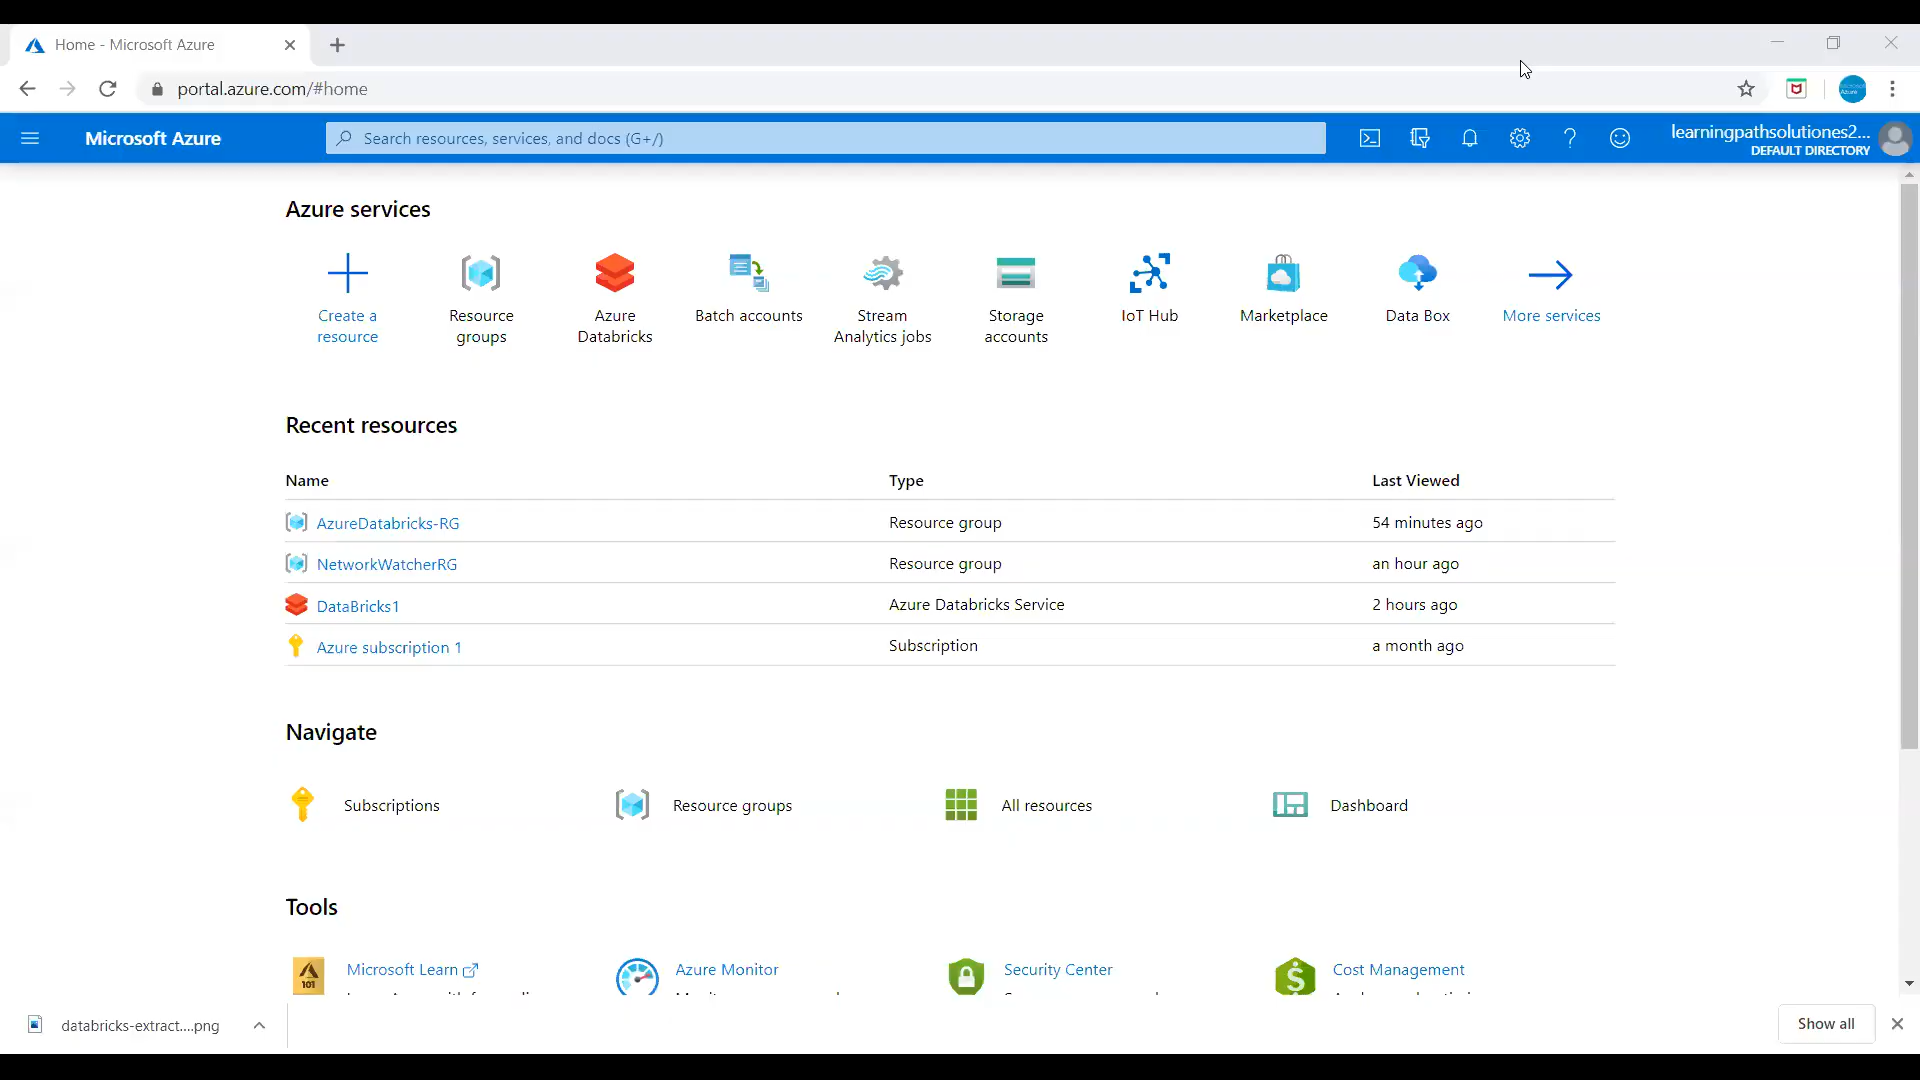 Home - Microsoft Azure
portal.azure.com/#home
Microsoft Azure
Search resources, services, and docs (G+/)
learningpathsolutiones2...
DEFAULT DIRECTORY
Azure services
Create a
resource
Resource
groups
Azure
Databricks
Batch accounts
Stream
Analytics jobs
Storage
accounts
IoT Hub
Marketplace
Data Box
More services
Recent resources
Name Type Last Viewed
AzureDatabricks-RG Resource group 54 minutes ago
NetworkWatcherRG Resource group an hour ago
DataBricks1 Azure Databricks Service 2 hours ago
Azure subscription 1 Subscription a month ago
Navigate
Subscriptions Resource groups All resources Dashboard
Tools
101
Microsoft Learn Azure Monitor Security Center Cost Management
databricks-extract....png Show all